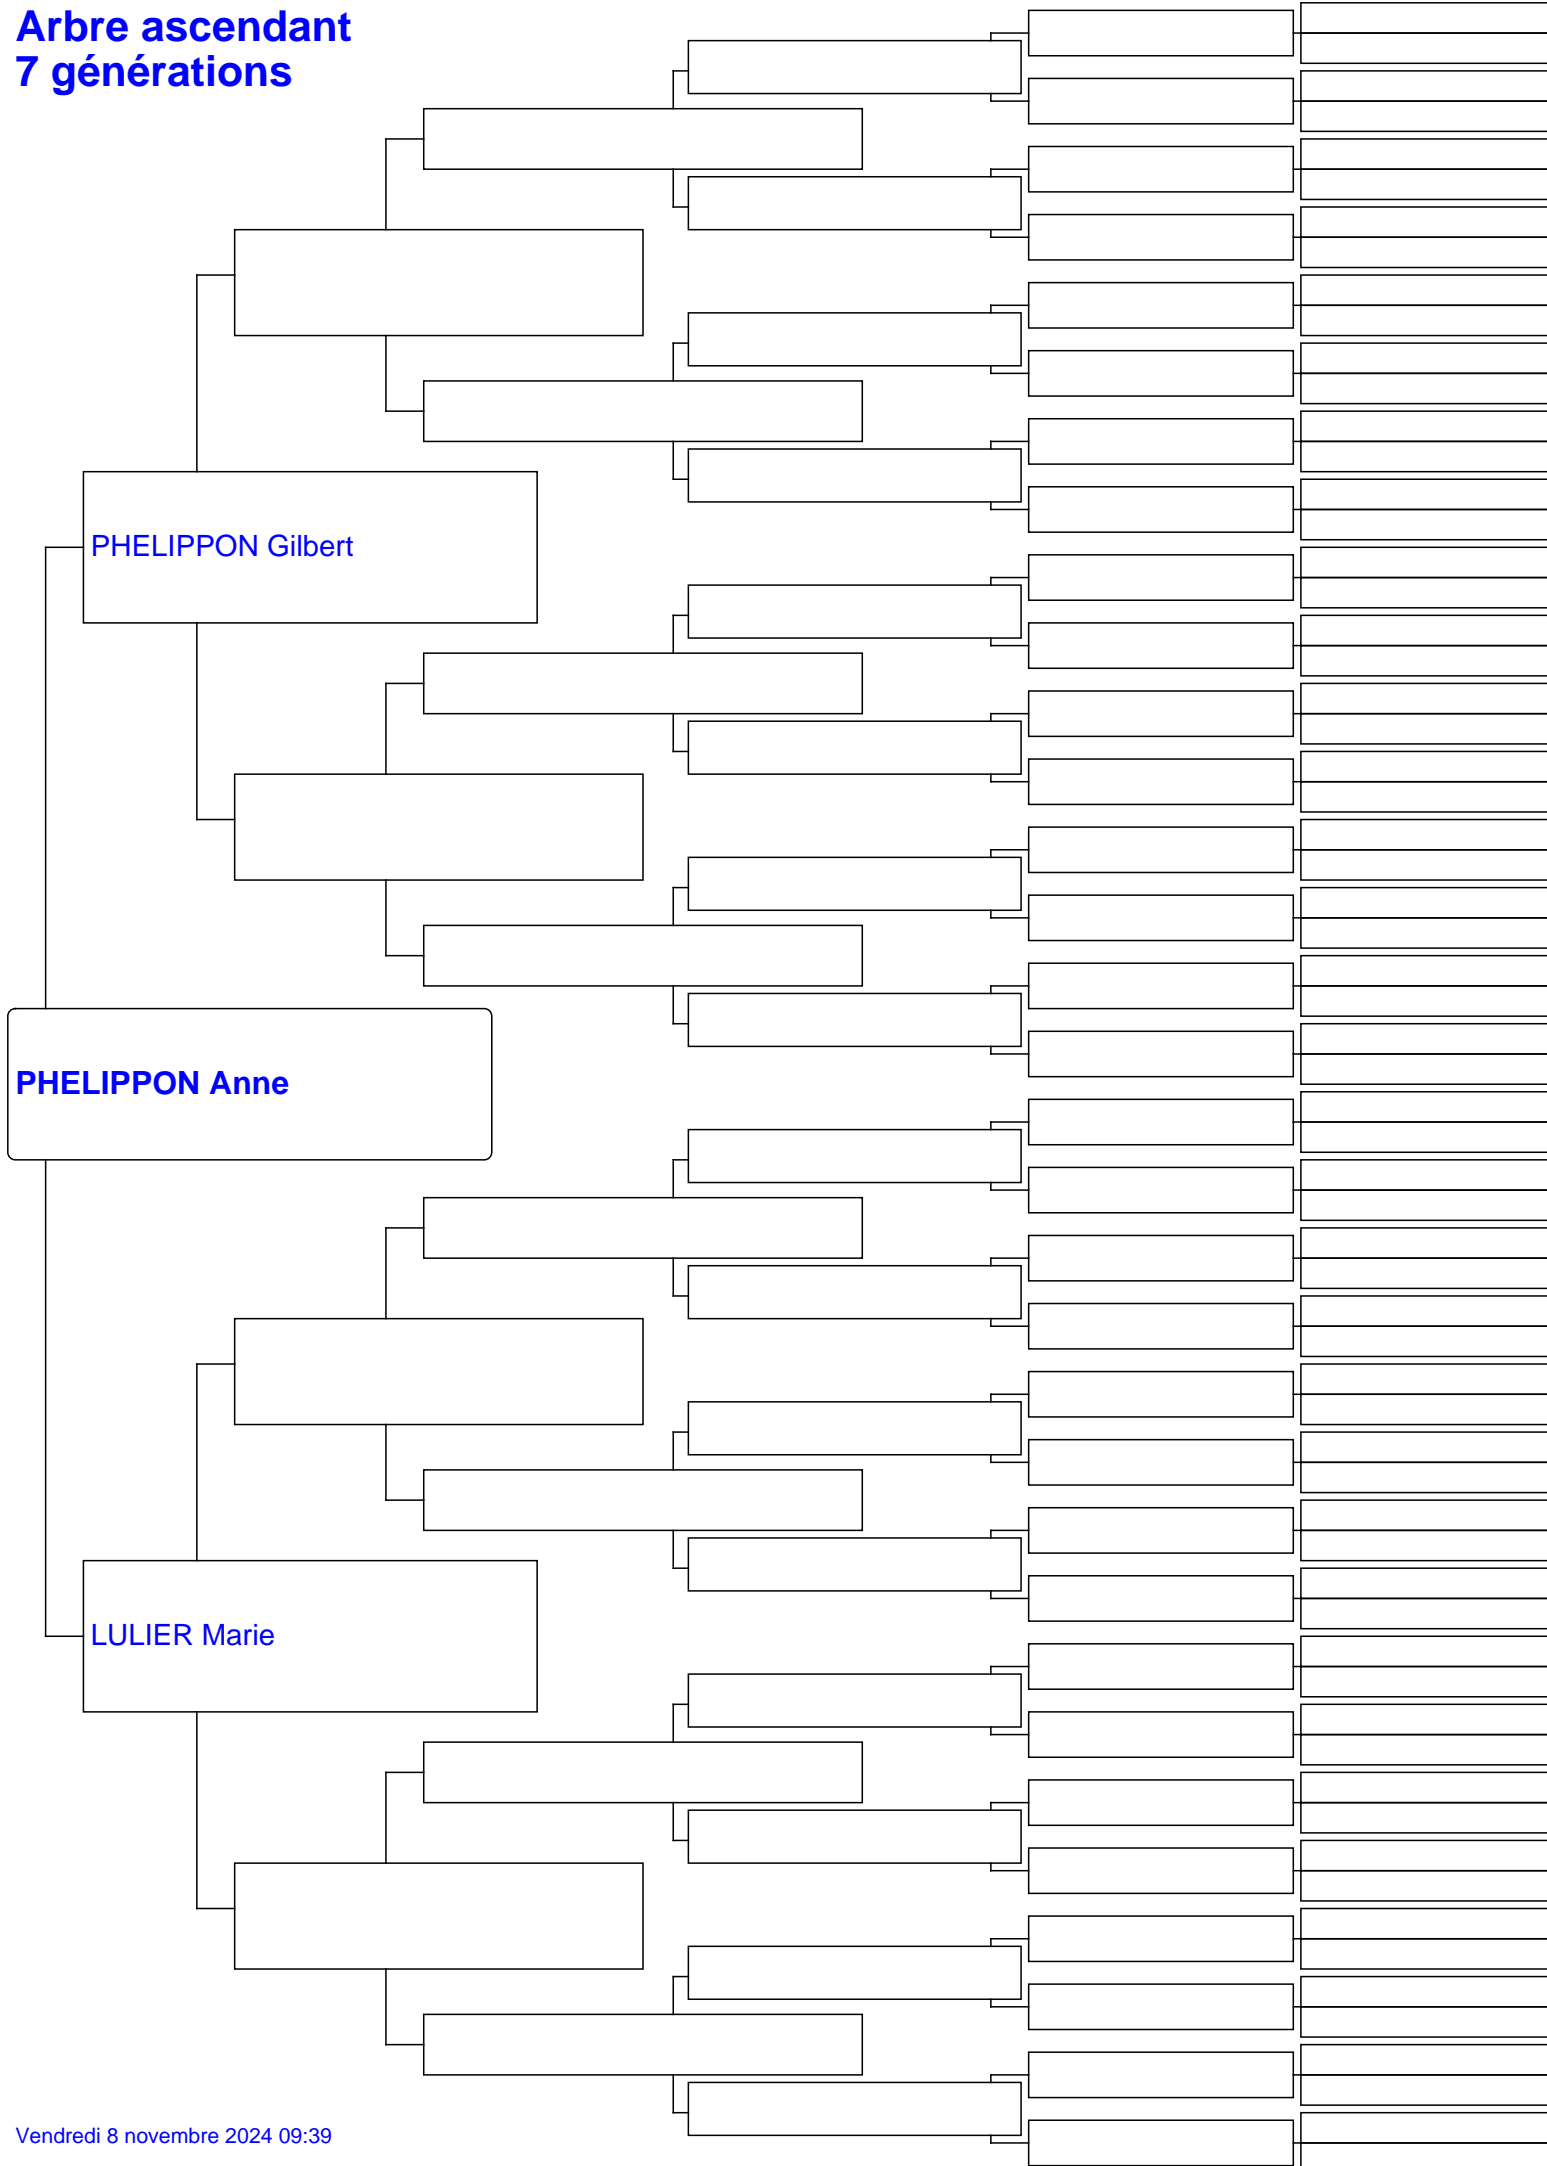 Arbre ascendant
7 générations
PHELIPPON Gilbert
PHELIPPON Anne
LULIER Marie
Vendredi 8 novembre 2024 09:39